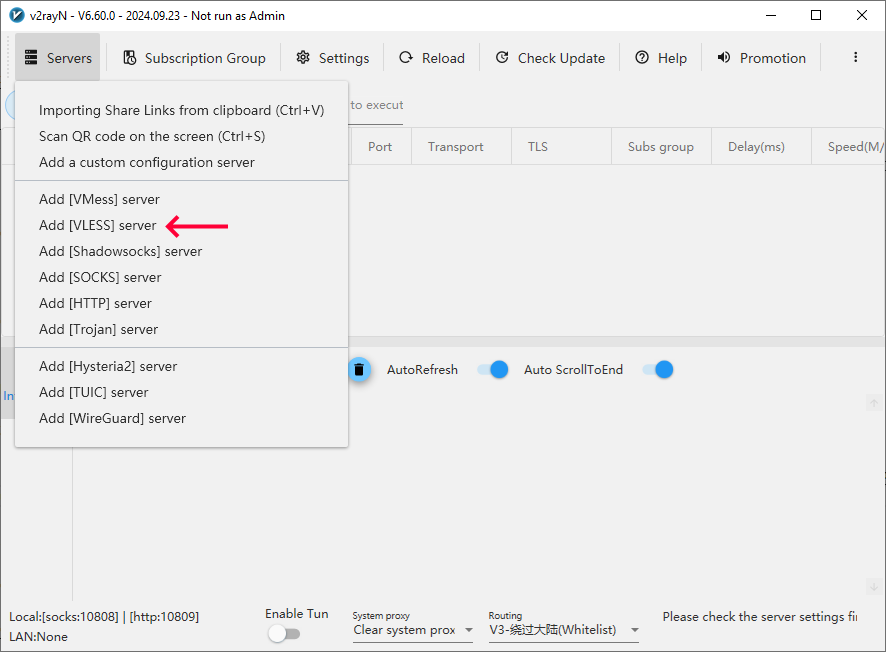 v2rayN - V6.60.0 - 2024.09.23 - Not run as Admin
Servers Subscription Group Settings Reload Check Update Help Promotion
Importing Share Links from clipboard (Ctrl+V)
to execut
Scan QR code on the screen (Ctrl+S)
Add a custom configuration server
Port Transport TLS Subs group Delay(ms) Speed(M/
Add [VMess] server
Add [VLESS] server
Add [Shadowsocks] server
Add [SOCKS] server
Add [HTTP] server
Add [Trojan] server
Add [Hysteria2] server
Add [TUIC] server
Add [WireGuard] server
AutoRefresh Auto ScrollToEnd
In
Local:[socks:10808] | [http:10809]
LAN:None
Enable Tun
System proxy
Clear system prox
Routing
V3-绕过大陆(Whitelist)
Please check the server settings fir